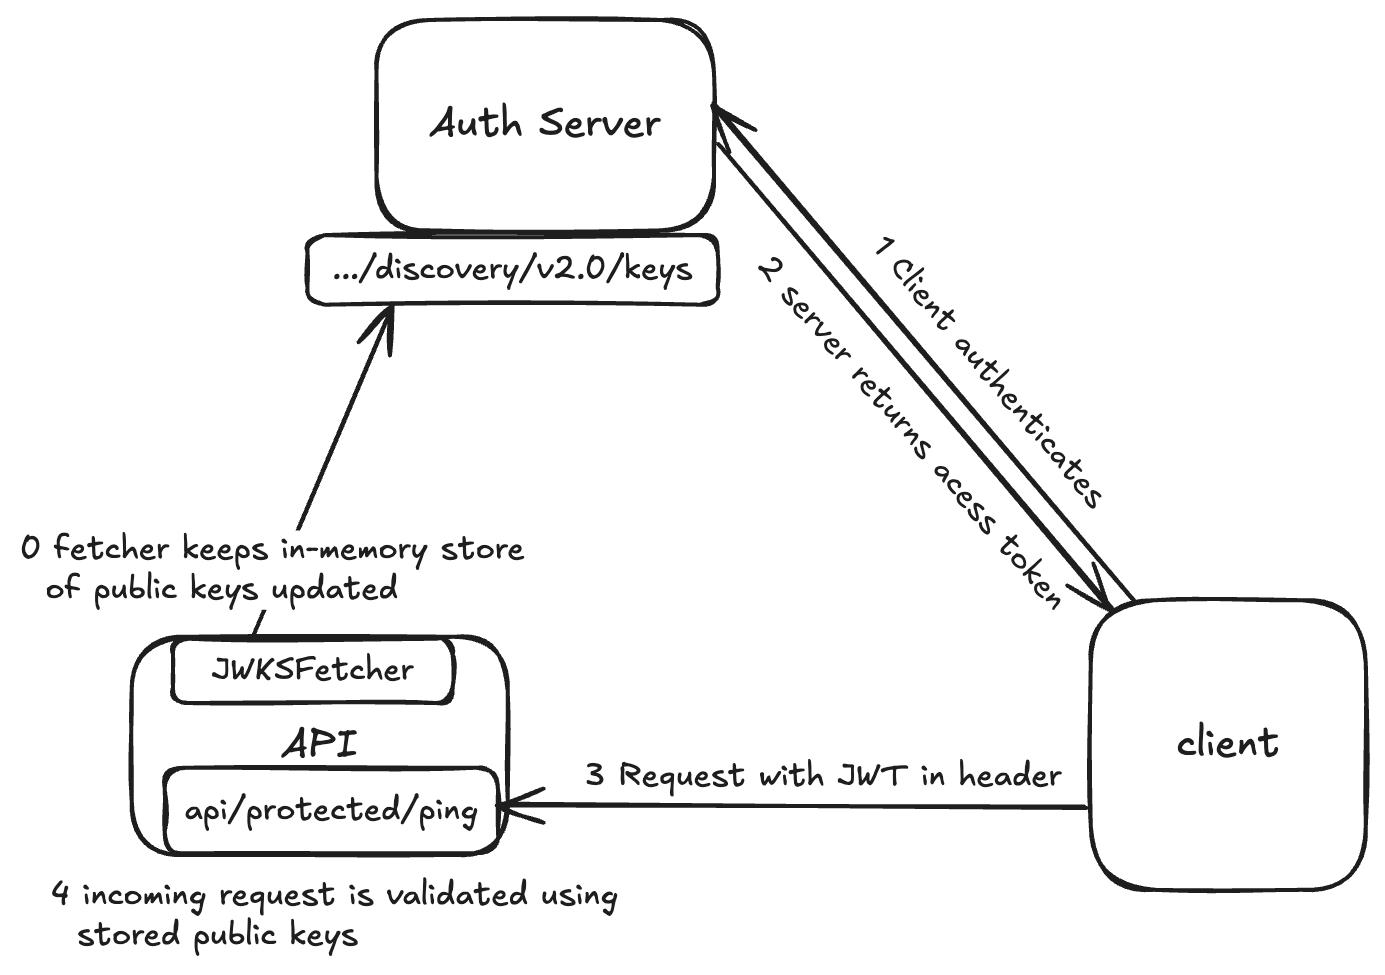 Auth Server
.../discovery/v2.0/keys
1 Client authenticates
2 server returns acess token
0 fetcher keeps in-memory store
of public keys updated
JWKSFetcher
API
api/protected/ping
3 Request with JWT in header
client
4 incoming request is validated using
stored public keys